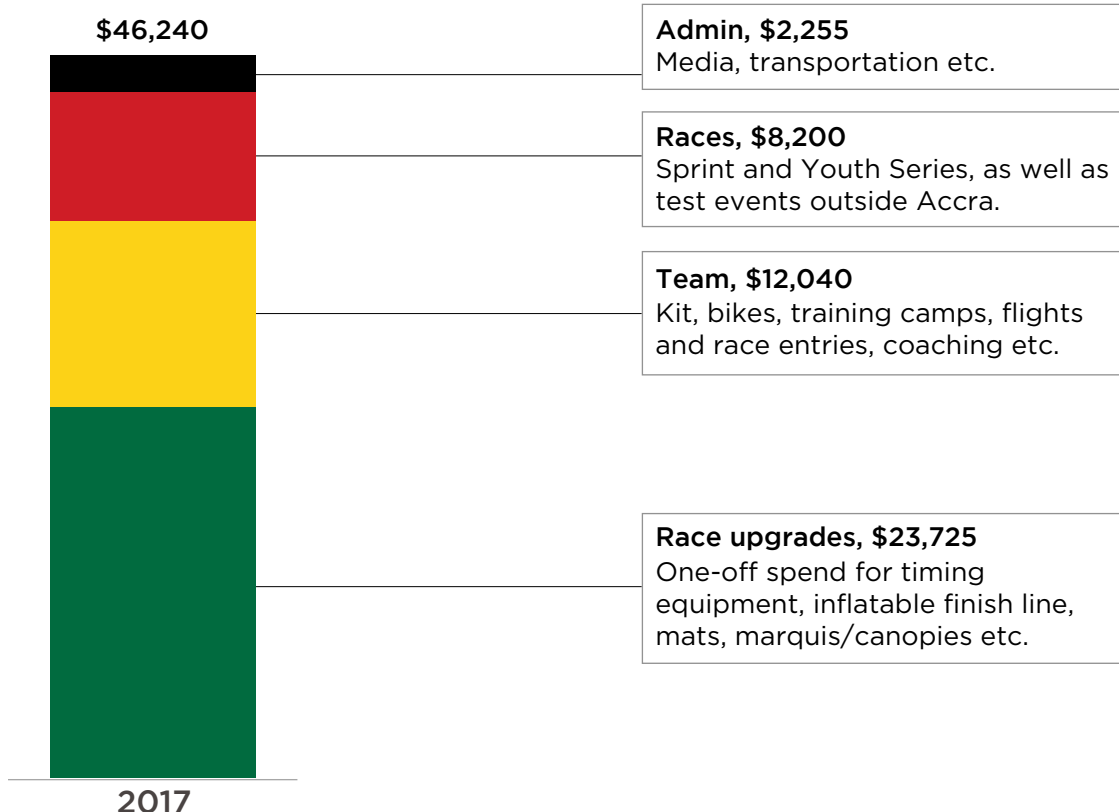 $46,240
Admin, $2,255
Media, transportation etc.
Races, $8,200
Sprint and Youth Series, as well as
test events outside Accra.
Team, $12,040
Kit, bikes, training camps, flights
and race entries, coaching etc.
Race upgrades, $23,725
One-off spend for timing
equipment, inflatable finish line,
mats, marquis/canopies etc.
2017